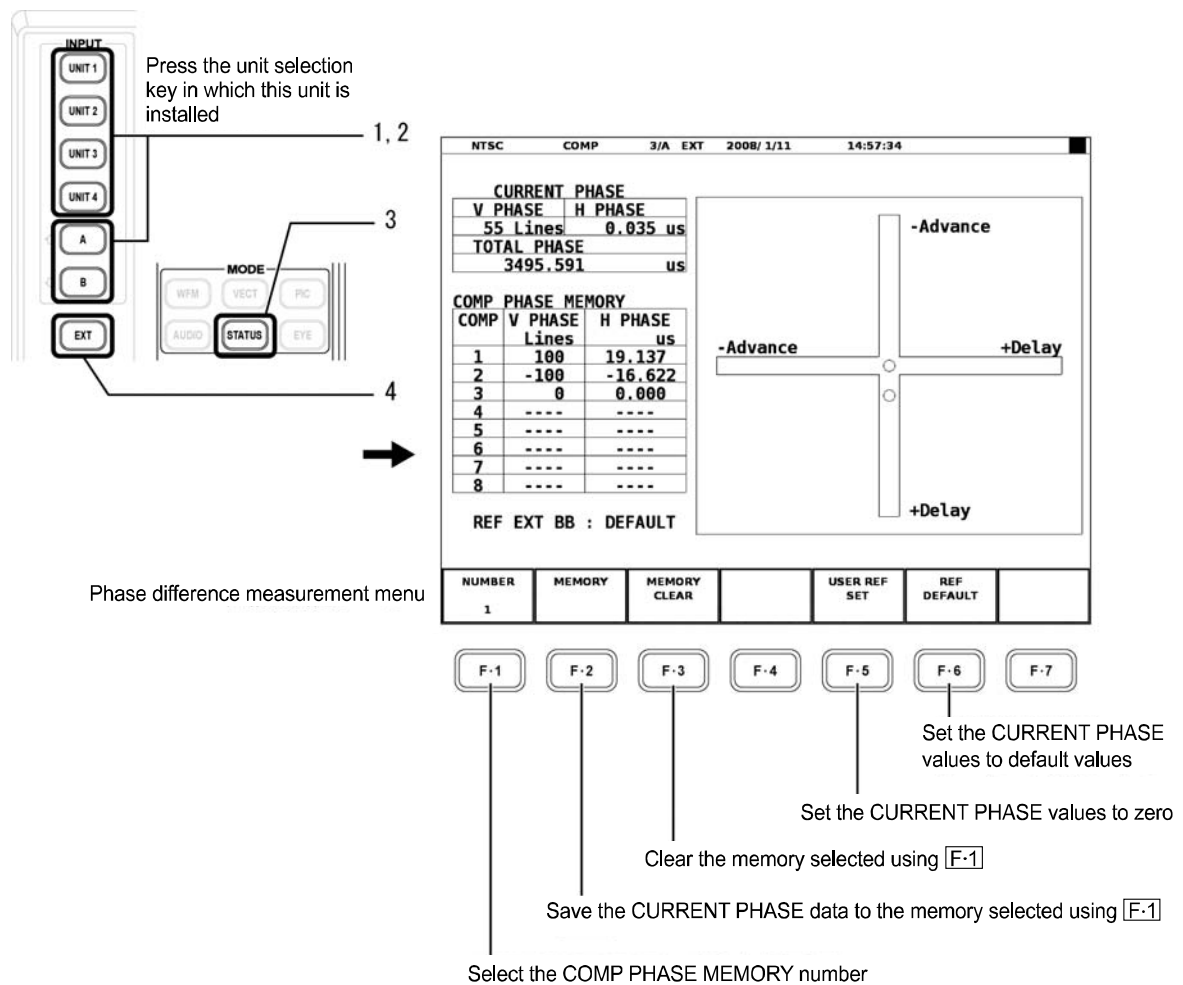 INPUT
UNIT 1
UNIT 2
UNIT 3
UNIT 4
A
B
EXT
Press the unit selection
key in which this unit is
installed
1, 2
3
4
MODE
WFM VECT PIC
AUDIO STATUS EYE
NTSC COMP 3/A EXT 2008/ 1/11 14:57:34
CURRENT PHASE
V PHASE H PHASE
55 Lines 0.035 us
TOTAL PHASE
3495.591 us
COMP PHASE MEMORY
COMP V PHASE H PHASE
Lines us
1 100 19.137
2 -100 -16.622
3 0 0.000
4 ---- ----
5 ---- ----
6 ---- ----
7 ---- ----
8 ---- ----
REF EXT BB : DEFAULT
-Advance
-Advance +Delay
+Delay
Phase difference measurement menu
NUMBER MEMORY MEMORY USER REF REF
CLEAR SET DEFAULT
1
F·1 F·2 F·3 F·4 F·5 F·6 F·7
Set the CURRENT PHASE
values to default values
Set the CURRENT PHASE values to zero
Clear the memory selected using F·1
Save the CURRENT PHASE data to the memory selected using F·1
Select the COMP PHASE MEMORY number